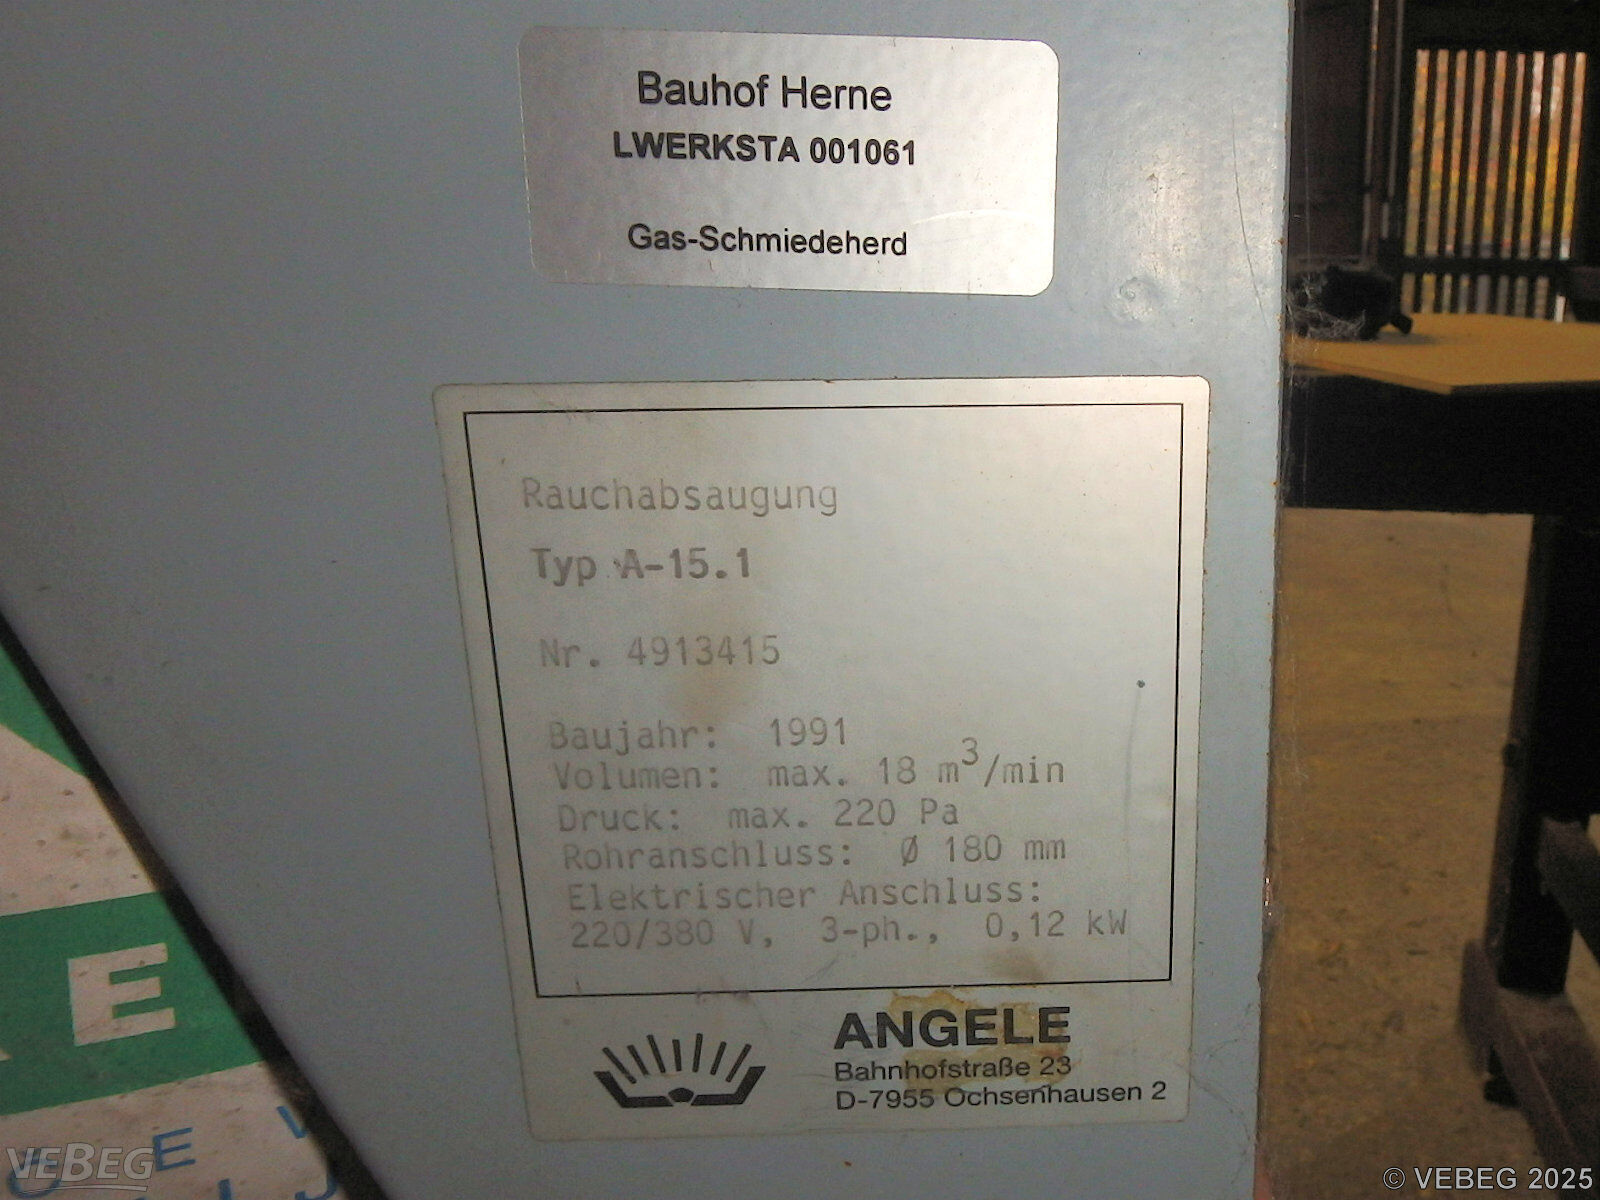 Bauhof Herne
LWERKSTA 001061
Gas-Schmiedeherd
Rauchabsaugung
Typ A-15.1
Nr. 4913415
Baujahr: 1991
Volumen: max. 18 m³/min
Druck: max. 220 Pa
Rohranschluss: Ø 180 mm
Elektrischer Anschluss:
220/380 V, 3-ph., 0,12 kW
ANGELE
Bahnhofstraße 23
D-7955 Ochsenhausen 2
E
E
VEBEG
© VEBEG 2025